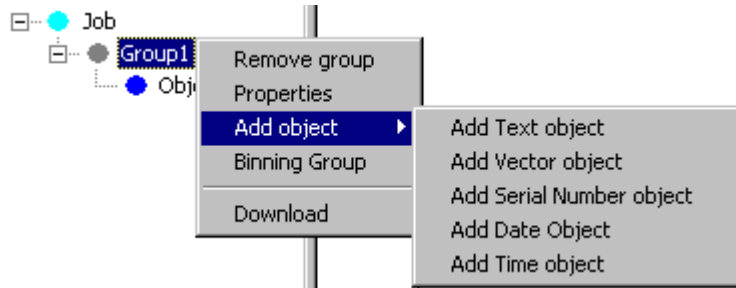 Job
Group1
Remove group
Properties
Add object
Binning Group
Download
Add Text object
Add Vector object
Add Serial Number object
Add Date Object
Add Time object